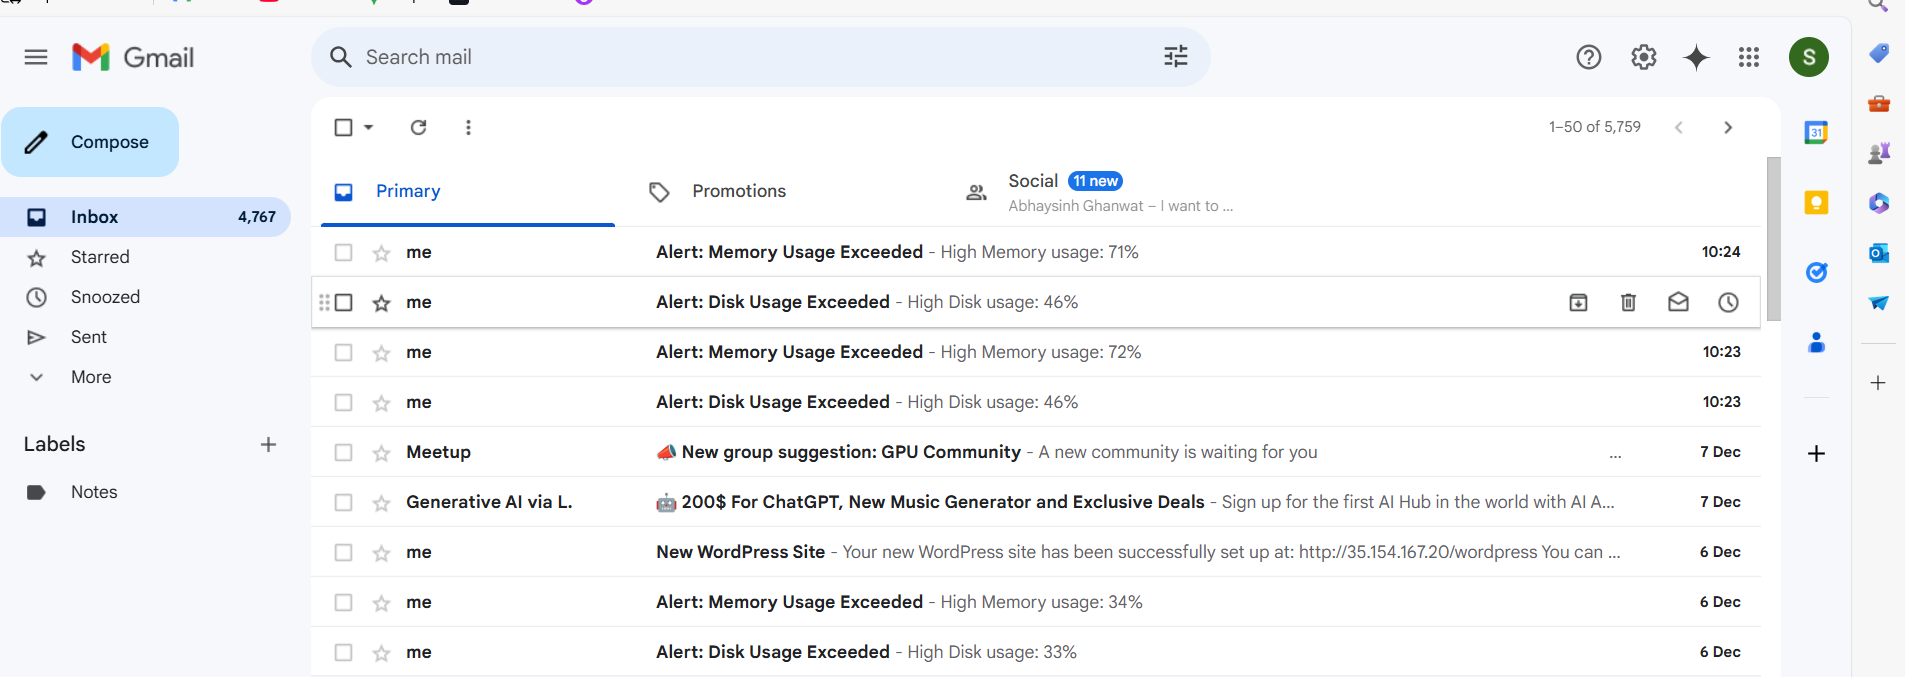 Gmail
Search mail
S
Compose
1–50 of 5,759
Primary
Promotions
Social 11 new
Abhaysinh Ghanwat – I want to ...
Inbox 4,767
Starred
Snoozed
Sent
More
Labels
Notes
me Alert: Memory Usage Exceeded - High Memory usage: 71% 10:24
me Alert: Disk Usage Exceeded - High Disk usage: 46%
me Alert: Memory Usage Exceeded - High Memory usage: 72% 10:23
me Alert: Disk Usage Exceeded - High Disk usage: 46% 10:23
Meetup 📣 New group suggestion: GPU Community - A new community is waiting for you ... 7 Dec
Generative AI via L. 🤖 200$ For ChatGPT, New Music Generator and Exclusive Deals - Sign up for the first AI Hub in the world with AI A... 7 Dec
me New WordPress Site - Your new WordPress site has been successfully set up at: http://35.154.167.20/wordpress You can ... 6 Dec
me Alert: Memory Usage Exceeded - High Memory usage: 34% 6 Dec
me Alert: Disk Usage Exceeded - High Disk usage: 33% 6 Dec
31